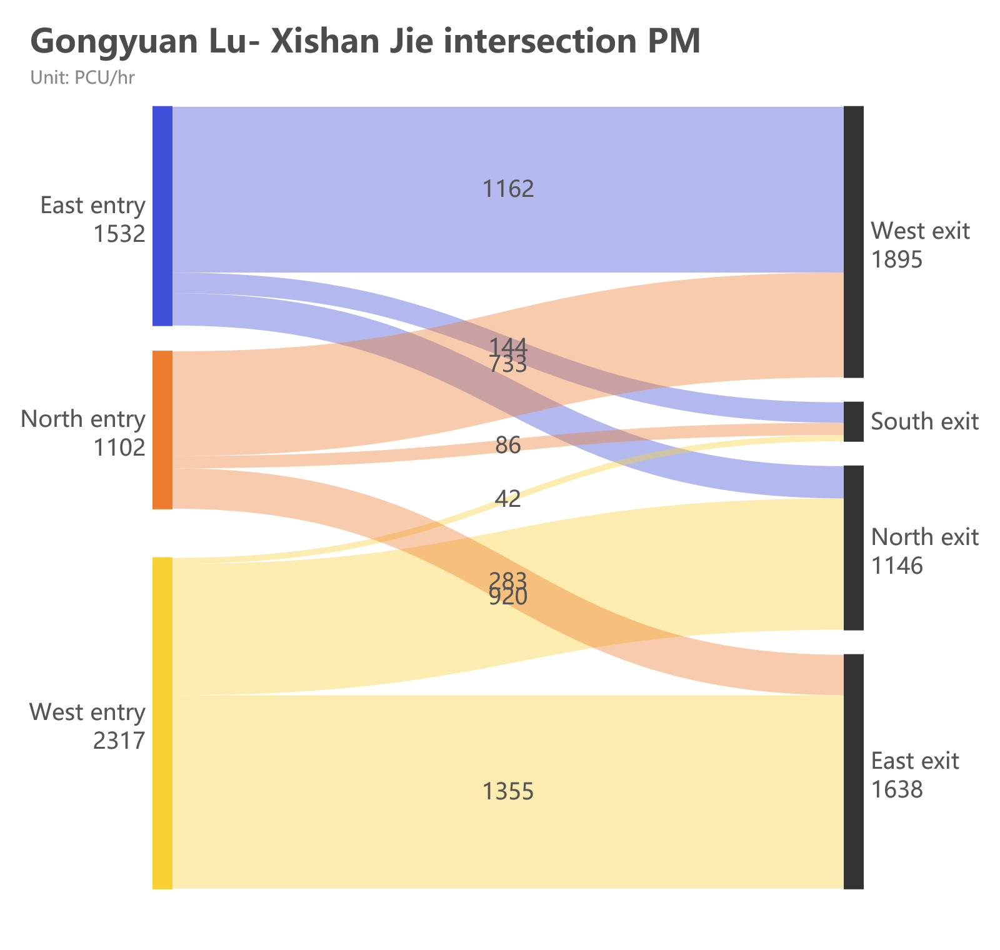 Gongyuan Lu- Xishan Jie intersection PM
Unit: PCU/hr
East entry
1532
North entry
1102
West entry
2317
1162
144
733
86
42
283
920
1355
West exit
1895
South exit
North exit
1146
East exit
1638